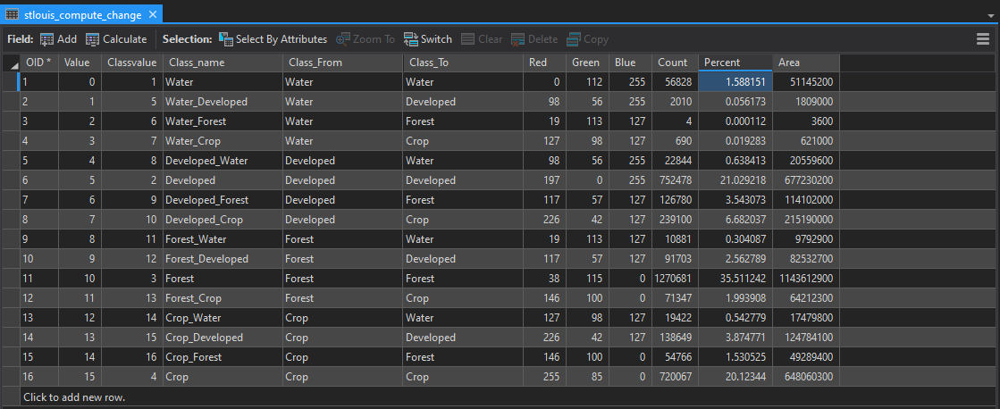 stlouis_compute_change ×
Field: Add Calculate Selection: Select By Attributes Zoom To Switch Clear Delete Copy
OID * Value Classvalue Class_name Class_From Class_To Red Green Blue Count Percent Area
1 0 1 Water Water Water 0 112 255 56828 1.588151 51145200
2 1 5 Water_Developed Water Developed 98 56 255 2010 0.056173 1809000
3 2 6 Water_Forest Water Forest 19 113 127 4 0.000112 3600
4 3 7 Water_Crop Water Crop 127 98 127 690 0.019283 621000
5 4 8 Developed_Water Developed Water 98 56 255 22844 0.638413 20559600
6 5 2 Developed Developed Developed 197 0 255 752478 21.029218 677230200
7 6 9 Developed_Forest Developed Forest 117 57 127 126780 3.543073 114102000
8 7 10 Developed_Crop Developed Crop 226 42 127 239100 6.682037 215190000
9 8 11 Forest_Water Forest Water 19 113 127 10881 0.304087 9792900
10 9 12 Forest_Developed Forest Developed 117 57 127 91703 2.562789 82532700
11 10 3 Forest Forest Forest 38 115 0 1270681 35.511242 1143612900
12 11 13 Forest_Crop Forest Crop 146 100 0 71347 1.993908 64212300
13 12 14 Crop_Water Crop Water 127 98 127 19422 0.542779 17479800
14 13 15 Crop_Developed Crop Developed 226 42 127 138649 3.874771 124784100
15 14 16 Crop_Forest Crop Forest 146 100 0 54766 1.530525 49289400
16 15 4 Crop Crop Crop 255 85 0 720067 20.12344 648060300
Click to add new row.